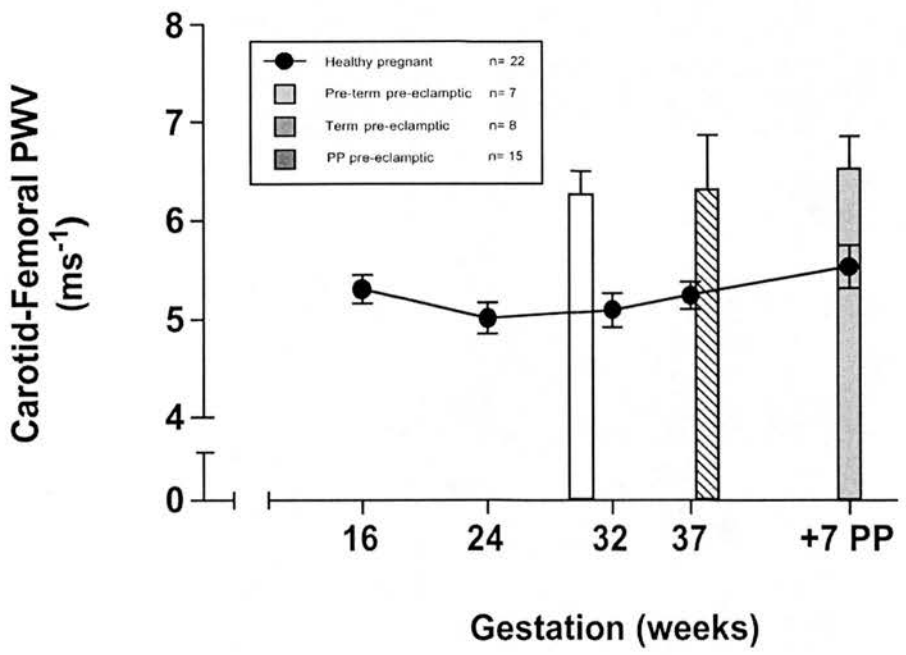 8
7
6
5
4
0
Carotid-Femoral PWV
(ms⁻¹)
Healthy pregnant n= 22
Pre-term pre-eclamptic n= 7
Term pre-eclamptic n= 8
PP pre-eclamptic n= 15
16 24 32 37 +7 PP
Gestation (weeks)